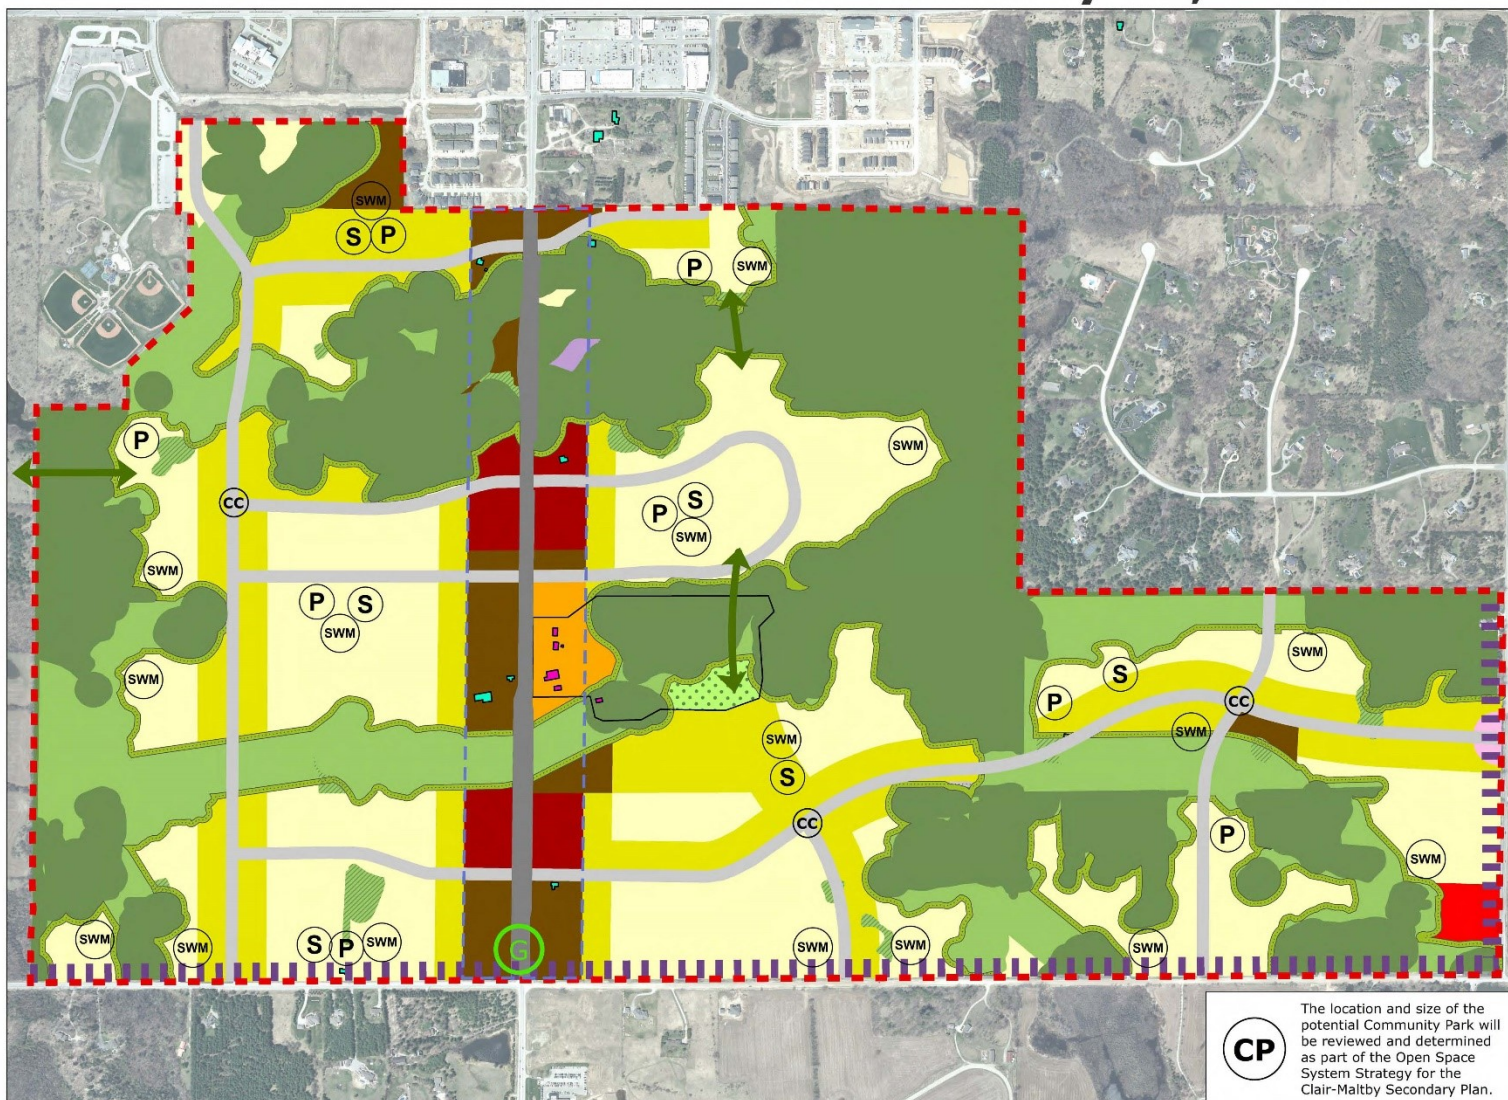 SWM
S P
P SWM
P
SWM
CC
S
P
SWM
SWM
P S
SWM
SWM
SWM
S
P
CC
SWM
SWM
S
CC
P
SWM
SWM
SWM
S P SWM
G
SWM
SWM
SWM
CP
The location and size of the
potential Community Park will
be reviewed and determined
as part of the Open Space
System Strategy for the
Clair-Maltby Secondary Plan.